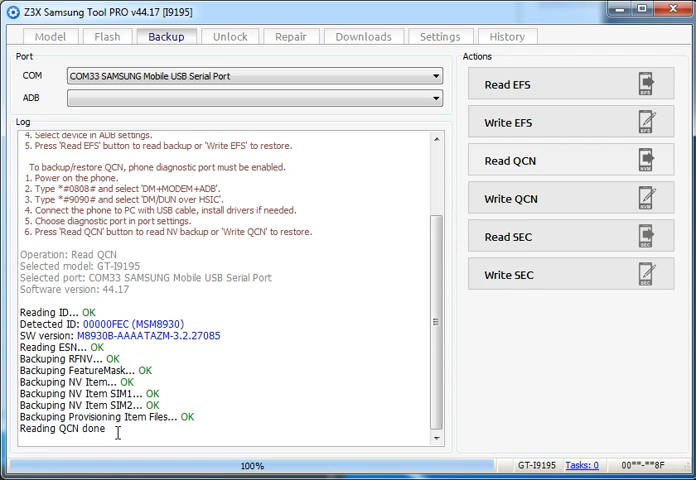 Z3X Samsung Tool PRO v44.17 [I9195]
Model Flash Backup Unlock Repair Downloads Settings History
Port
COM COM33 SAMSUNG Mobile USB Serial Port
ADB
Log
4. Select device in ADB settings.
5. Press 'Read EFS' button to read backup or 'Write EFS' to restore.
To backup/restore QCN, phone diagnostic port must be enabled.
1. Power on the phone.
2. Type *#0808# and select 'DM+MODEM+ADB'.
3. Type *#9090# and select 'DM/DUN over HSIC'.
4. Connect the phone to PC with USB cable, install drivers if needed.
5. Choose diagnostic port in port settings.
6. Press 'Read QCN' button to read NV backup or 'Write QCN' to restore.
Operation: Read QCN
Selected model: GT-I9195
Selected port: COM33 SAMSUNG Mobile USB Serial Port
Software version: 44.17
Reading ID... OK
Detected ID: 00000FEC (MSM8930)
SW version: M8930B-AAAATAZM-3.2.27085
Reading ESN... OK
Backuping RFNV... OK
Backuping FeatureMask... OK
Backuping NV Item... OK
Backuping NV Item SIM1... OK
Backuping NV Item SIM2... OK
Backuping Provisioning Item Files... OK
Reading QCN done
Actions
Read EFS EFS
Write EFS EFS
Read QCN NVM
Write QCN NVM
Read SEC SEC
Write SEC SEC
100% GT-I9195 Tasks: 0 00**-**8F